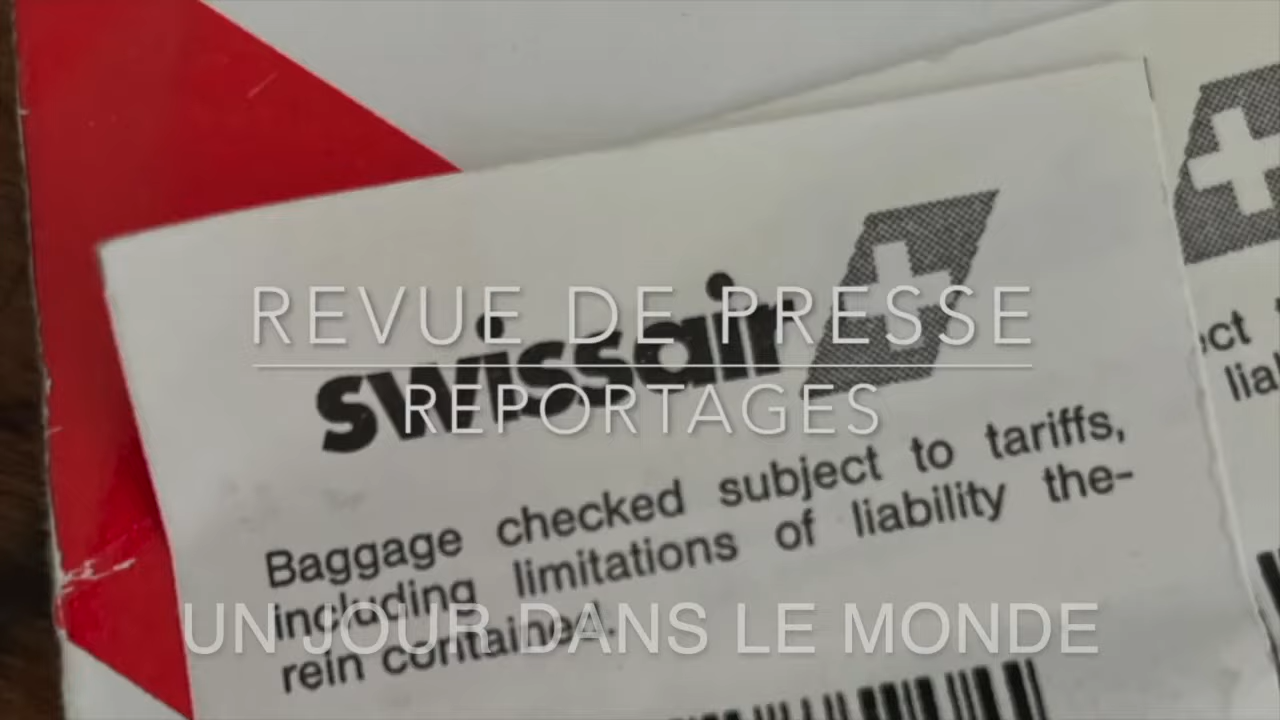 REVUE DE PRESSE
swissair
REPORTAGES
Baggage checked subject to tariffs,
including limitations of liability the-
rein contained.
UN JOUR DANS LE MONDE
ct
lia